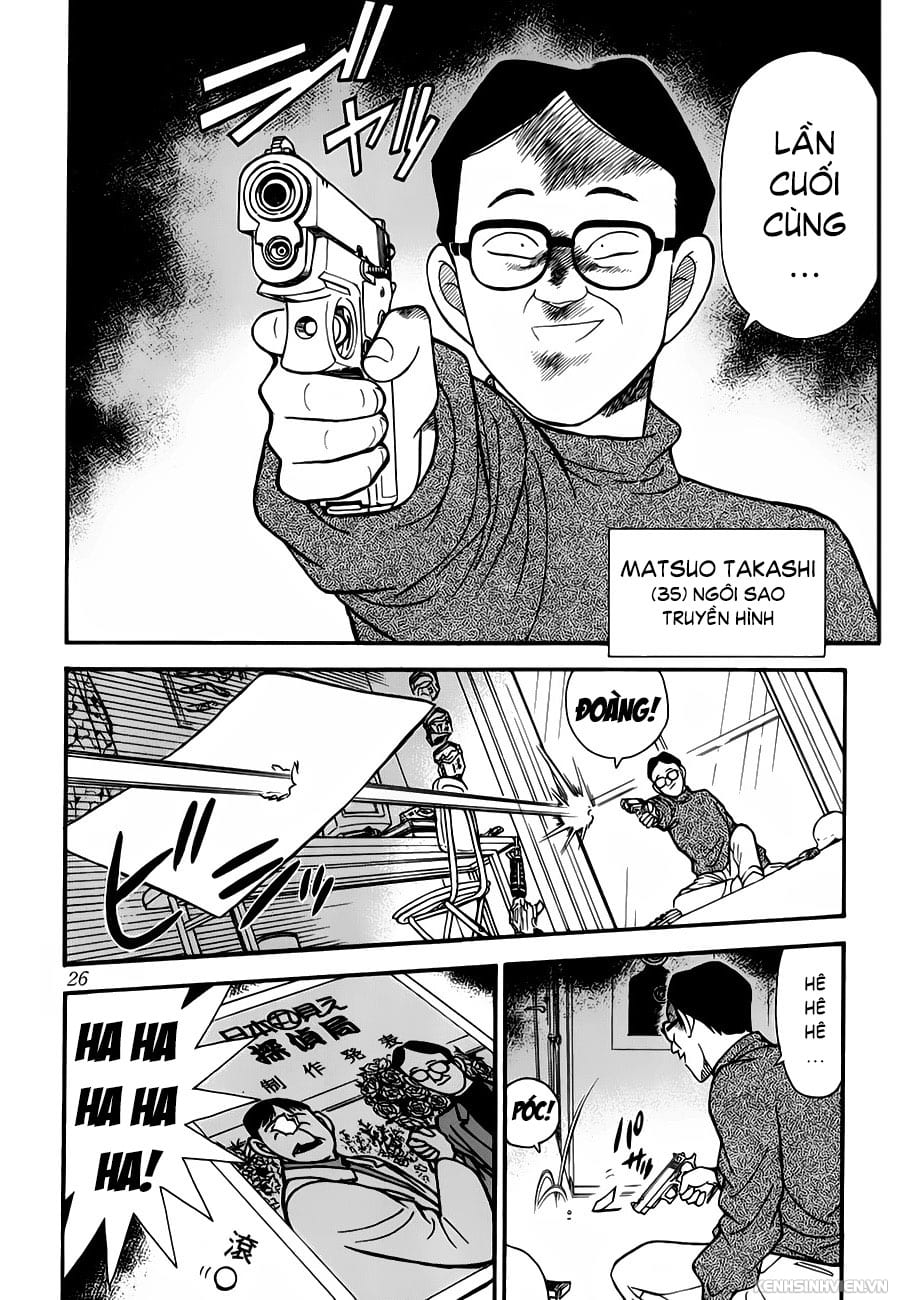 LẦN
CUỐI
CÙNG
...
MATSUO TAKASHI
(35) NGÔI SAO
TRUYỀN HÌNH
ĐOÀNG!
26
HA HA
HA HA
HA!
探偵局
制作発表
滾
HÊ
HÊ
HÊ
...
PÓC!
KENHSINHVIEN.VN